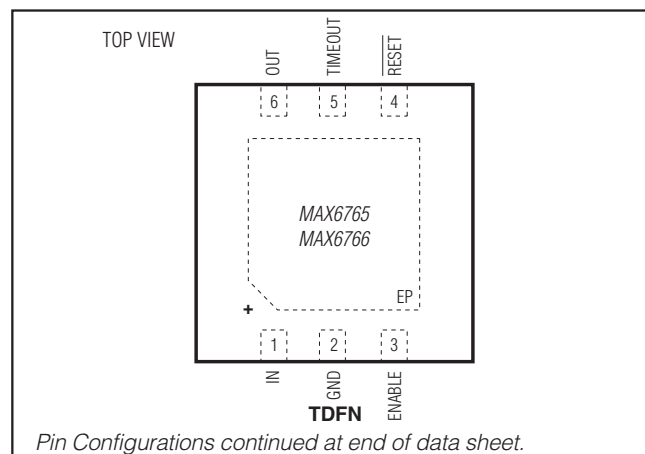 TOP VIEW
OUT
TIMEOUT
RESET
6
5
4
MAX6765
MAX6766
EP
+
1
2
3
IN
GND
ENABLE
TDFN
Pin Configurations continued at end of data sheet.